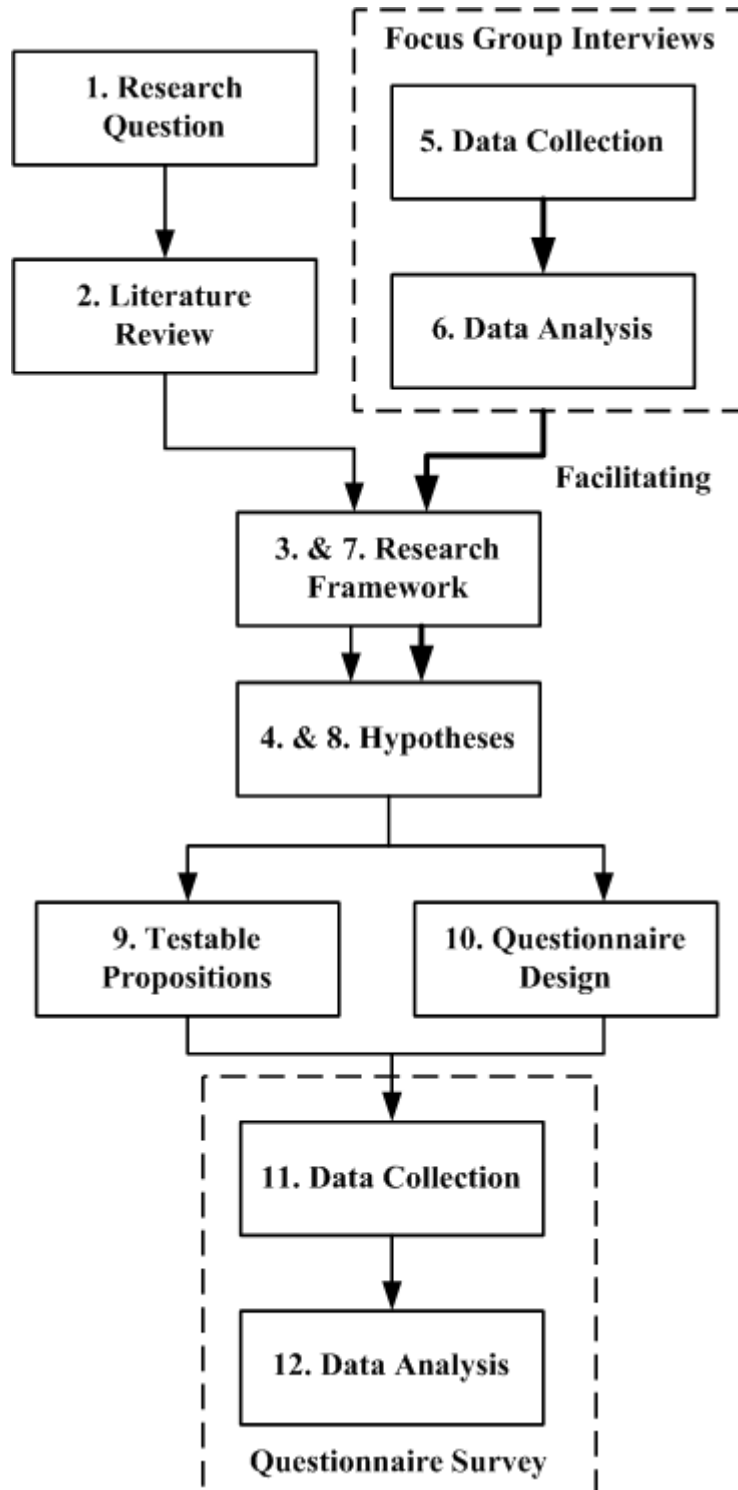 Focus Group Interviews
1. Research
Question
5. Data Collection
2. Literature
Review
6. Data Analysis
Facilitating
3. & 7. Research
Framework
4. & 8. Hypotheses
9. Testable
Propositions
10. Questionnaire
Design
11. Data Collection
12. Data Analysis
Questionnaire Survey